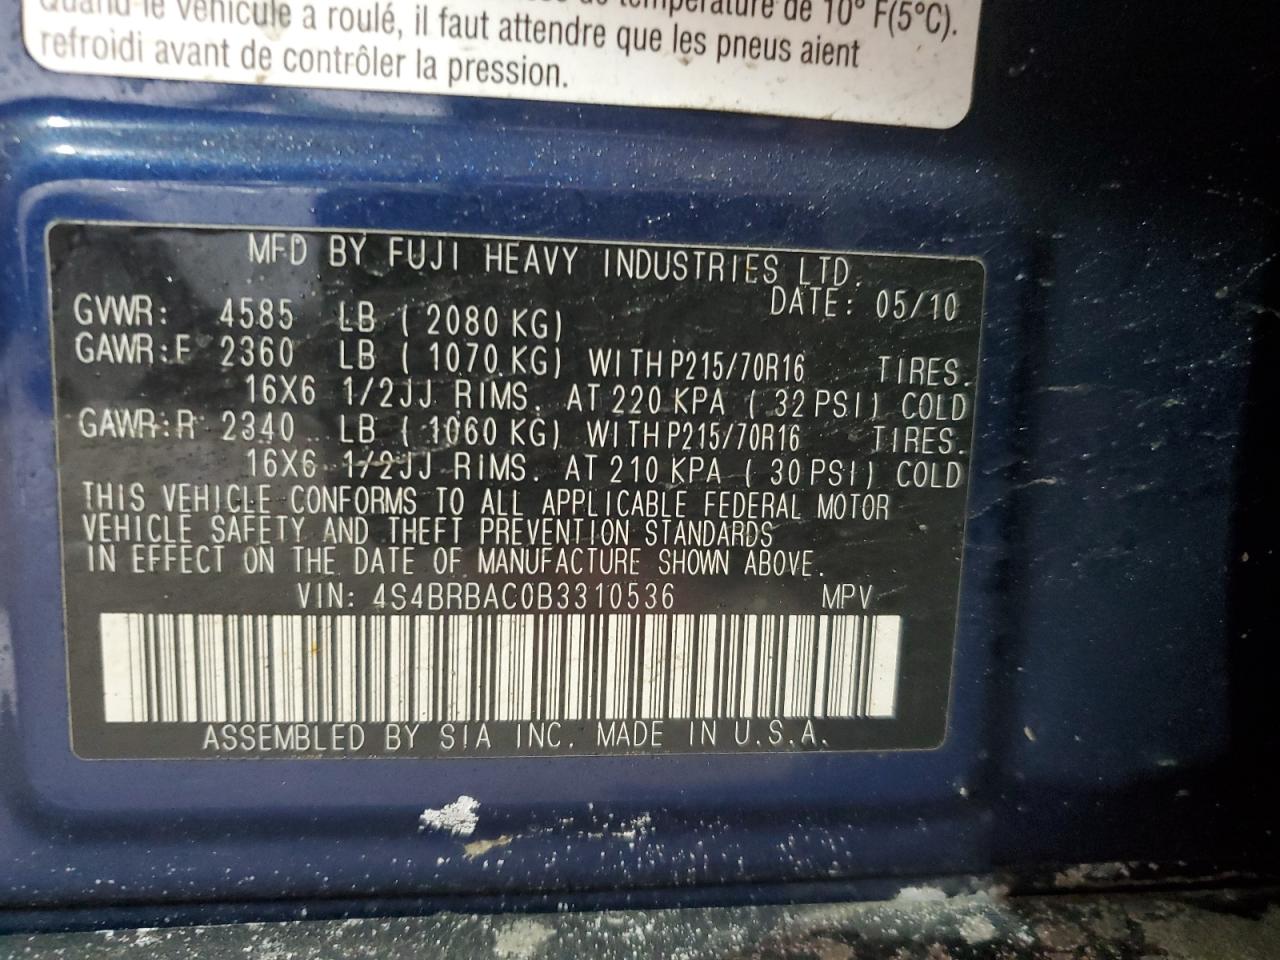 température de 10° F(5°C).
Quand le véhicule a roulé, il faut attendre que les pneus aient
refroidi avant de contrôler la pression.
MFD BY FUJI HEAVY INDUSTRIES LTD.
DATE: 05/10
GVWR: 4585 LB ( 2080 KG)
GAWR:F 2360 LB ( 1070 KG) WITH P215/70R16 TIRES.
16X6 1/2JJ RIMS. AT 220 KPA ( 32 PSI) COLD
GAWR:R 2340 LB ( 1060 KG) WITH P215/70R16 TIRES.
16X6 1/2JJ RIMS. AT 210 KPA ( 30 PSI) COLD
THIS VEHICLE CONFORMS TO ALL APPLICABLE FEDERAL MOTOR
VEHICLE SAFETY AND THEFT PREVENTION STANDARDS
IN EFFECT ON THE DATE OF MANUFACTURE SHOWN ABOVE.
VIN: 4S4BRBAC0B3310536 MPV
ASSEMBLED BY SIA INC. MADE IN U.S.A.